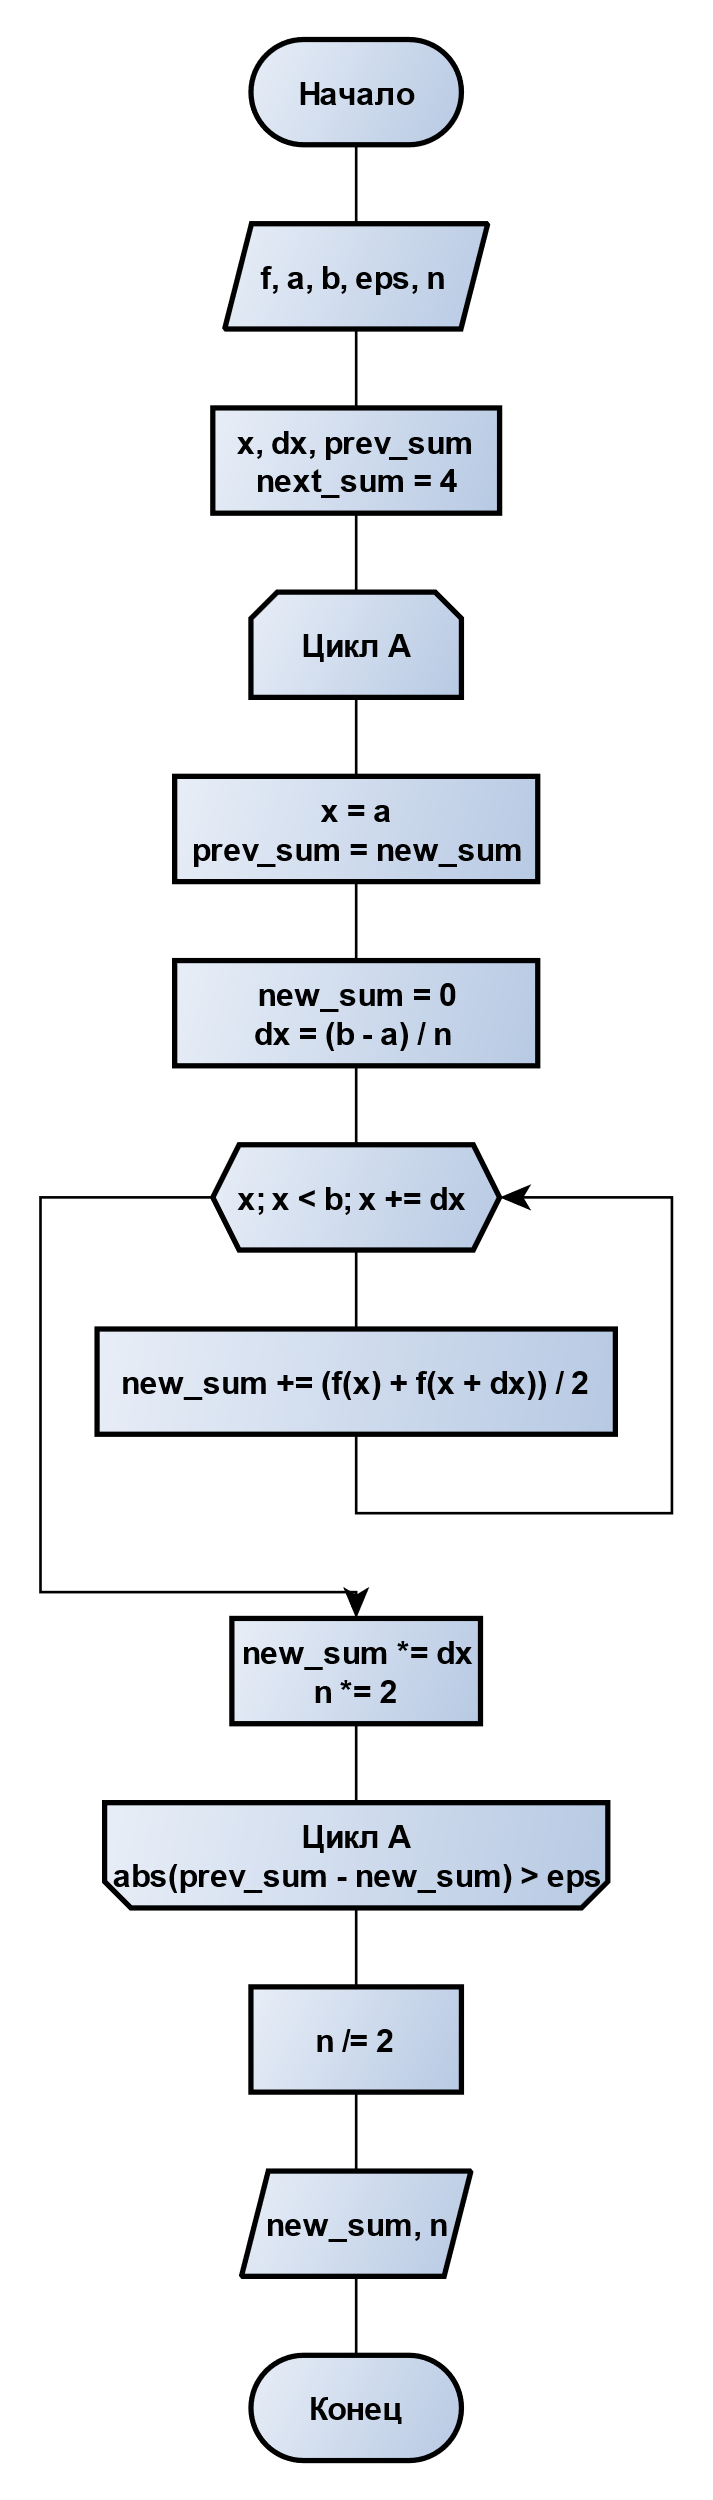 Начало
f, a, b, eps, n
x, dx, prev_sum
next_sum = 4
Цикл А
x = a
prev_sum = new_sum
new_sum = 0
dx = (b - a) / n
x; x < b; x += dx
new_sum += (f(x) + f(x + dx)) / 2
new_sum *= dx
n *= 2
Цикл А
abs(prev_sum - new_sum) > eps
n /= 2
new_sum, n
Конец